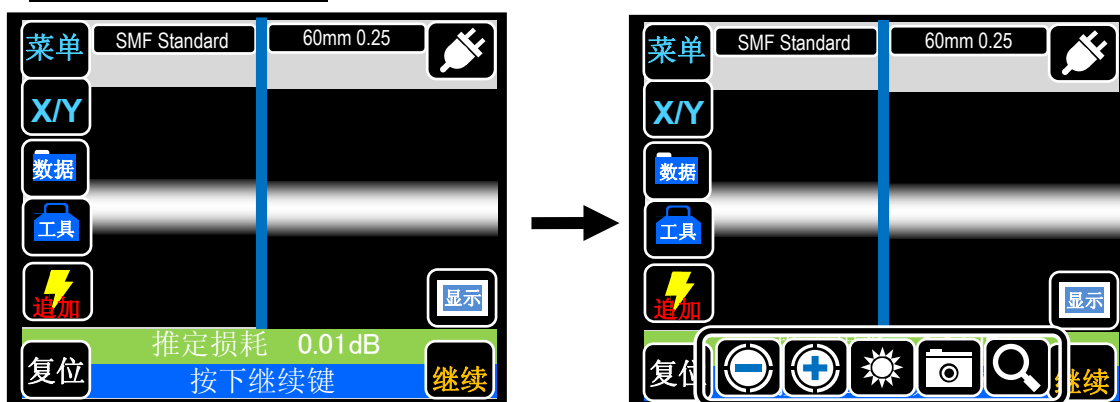 菜单 SMF Standard 60mm 0.25
X/Y
数据
工具
追加
显示
推定损耗 0.01dB
复位 按下继续键 继续
菜单 SMF Standard 60mm 0.25
X/Y
数据
工具
追加
显示
复位
继续